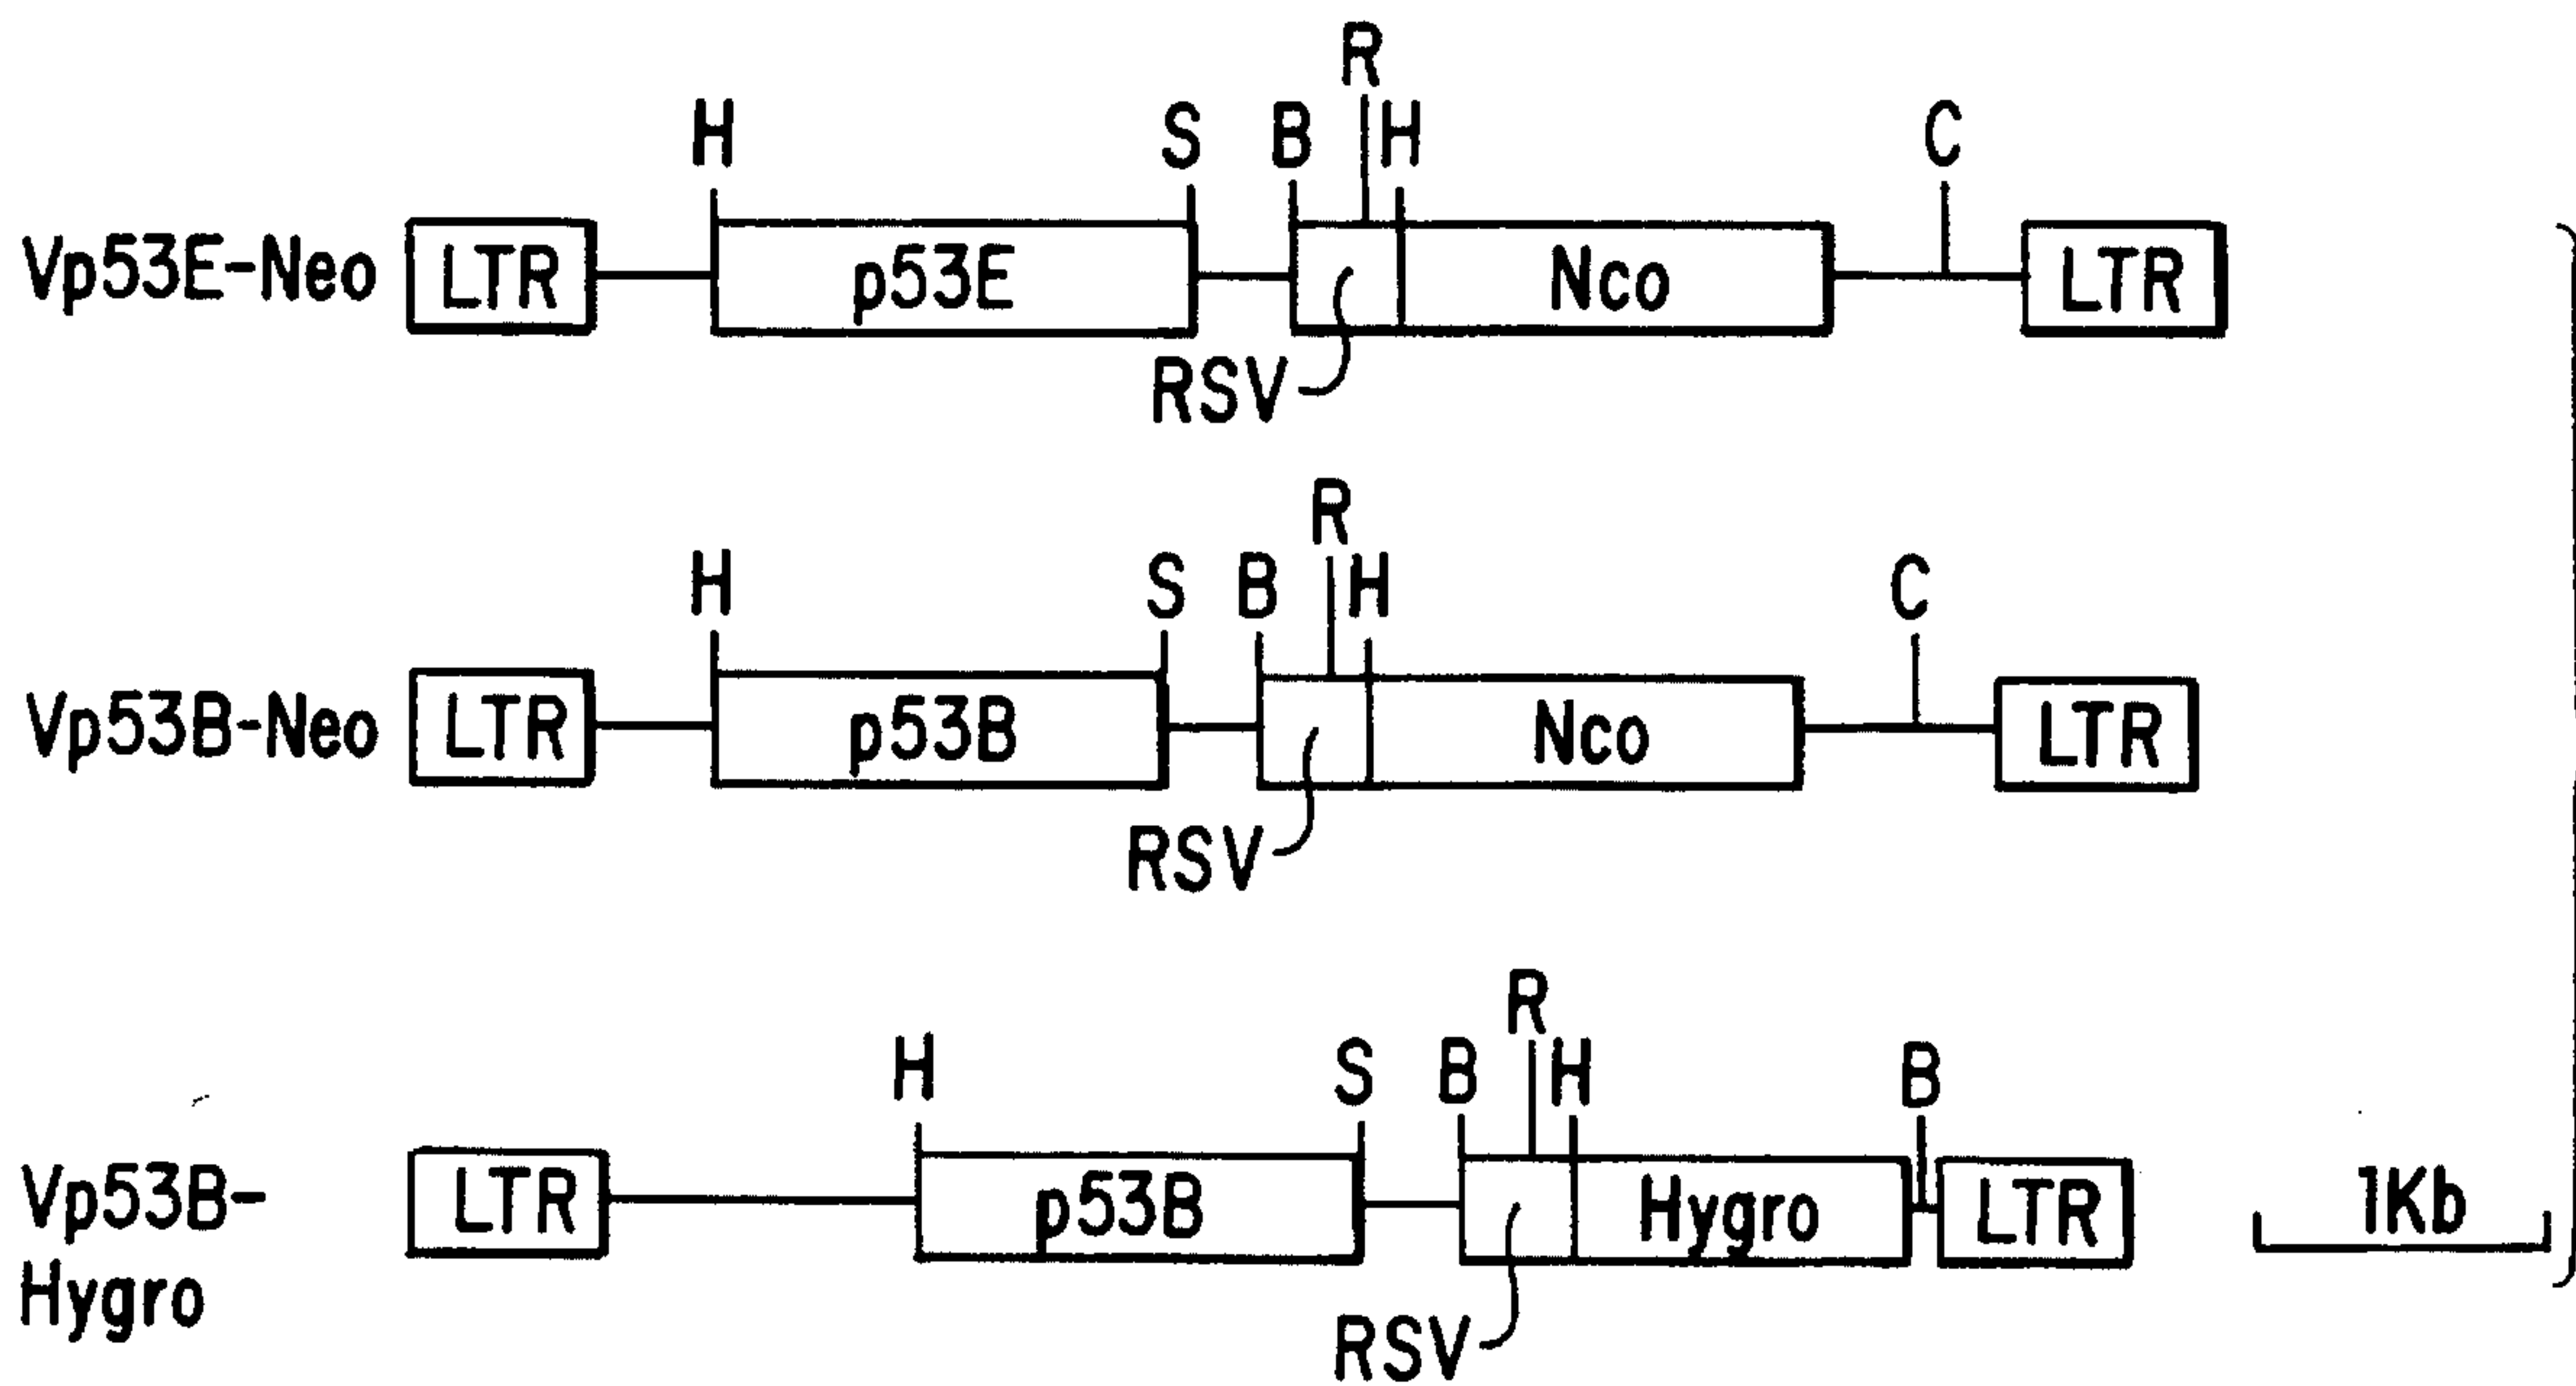 R
H S B H C
Vp53E-Neo LTR p53E Nco LTR
RSV
R
H S B H C
Vp53B-Neo LTR p53B Nco LTR
RSV
R
H S B H B
Vp53B- LTR p53B Hygro LTR 1Kb
Hygro
RSV